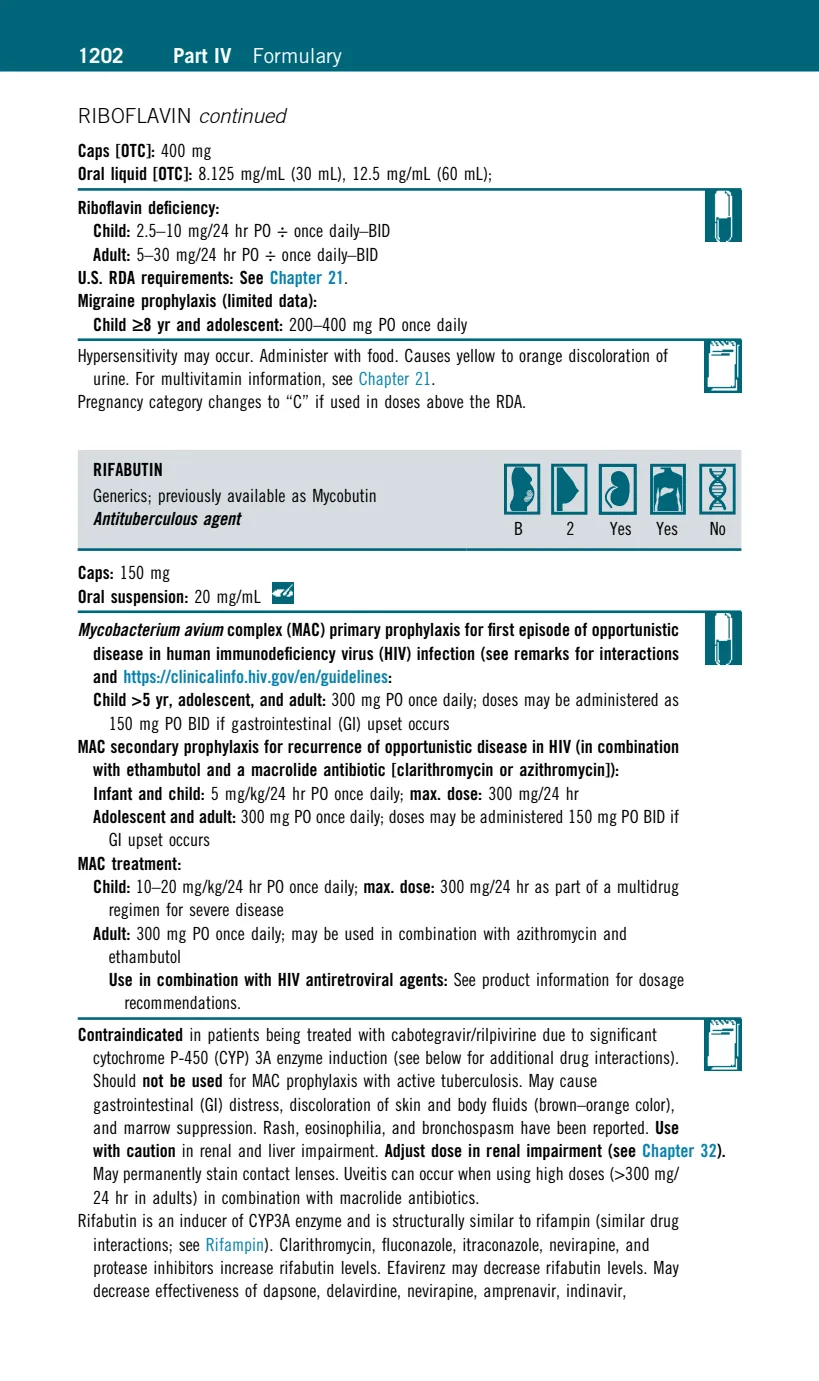 1202 Part IV Formulary
RIBOFLAVIN continued
Caps [OTC]: 400 mg
Oral liquid [OTC]: 8.125 mg/mL (30 mL), 12.5 mg/mL (60 mL);
Riboflavin deficiency:
Child: 2.5–10 mg/24 hr PO ÷ once daily–BID
Adult: 5–30 mg/24 hr PO ÷ once daily–BID
U.S. RDA requirements: See Chapter 21.
Migraine prophylaxis (limited data):
Child ≥8 yr and adolescent: 200–400 mg PO once daily
Hypersensitivity may occur. Administer with food. Causes yellow to orange discoloration of
urine. For multivitamin information, see Chapter 21.
Pregnancy category changes to “C” if used in doses above the RDA.
RIFABUTIN
Generics; previously available as Mycobutin
Antituberculous agent
B 2 Yes Yes No
Caps: 150 mg
Oral suspension: 20 mg/mL
Mycobacterium avium complex (MAC) primary prophylaxis for first episode of opportunistic
disease in human immunodeficiency virus (HIV) infection (see remarks for interactions
and https://clinicalinfo.hiv.gov/en/guidelines:
Child >5 yr, adolescent, and adult: 300 mg PO once daily; doses may be administered as
150 mg PO BID if gastrointestinal (GI) upset occurs
MAC secondary prophylaxis for recurrence of opportunistic disease in HIV (in combination
with ethambutol and a macrolide antibiotic [clarithromycin or azithromycin]):
Infant and child: 5 mg/kg/24 hr PO once daily; max. dose: 300 mg/24 hr
Adolescent and adult: 300 mg PO once daily; doses may be administered 150 mg PO BID if
GI upset occurs
MAC treatment:
Child: 10–20 mg/kg/24 hr PO once daily; max. dose: 300 mg/24 hr as part of a multidrug
regimen for severe disease
Adult: 300 mg PO once daily; may be used in combination with azithromycin and
ethambutol
Use in combination with HIV antiretroviral agents: See product information for dosage
recommendations.
Contraindicated in patients being treated with cabotegravir/rilpivirine due to significant
cytochrome P-450 (CYP) 3A enzyme induction (see below for additional drug interactions).
Should not be used for MAC prophylaxis with active tuberculosis. May cause
gastrointestinal (GI) distress, discoloration of skin and body fluids (brown–orange color),
and marrow suppression. Rash, eosinophilia, and bronchospasm have been reported. Use
with caution in renal and liver impairment. Adjust dose in renal impairment (see Chapter 32).
May permanently stain contact lenses. Uveitis can occur when using high doses (>300 mg/
24 hr in adults) in combination with macrolide antibiotics.
Rifabutin is an inducer of CYP3A enzyme and is structurally similar to rifampin (similar drug
interactions; see Rifampin). Clarithromycin, fluconazole, itraconazole, nevirapine, and
protease inhibitors increase rifabutin levels. Efavirenz may decrease rifabutin levels. May
decrease effectiveness of dapsone, delavirdine, nevirapine, amprenavir, indinavir,